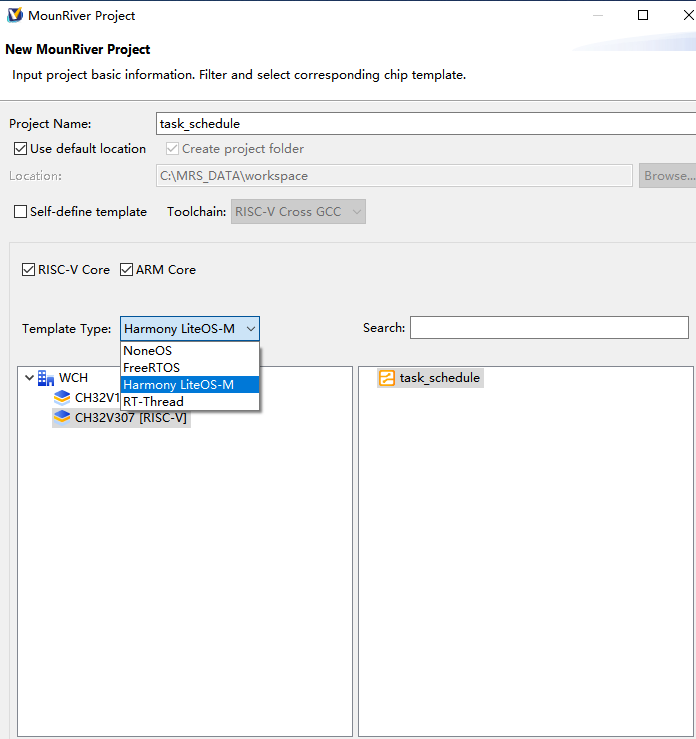 MounRiver Project
New MounRiver Project
Input project basic information. Filter and select corresponding chip template.
Project Name: task_schedule
Use default location Create project folder
Location: C:\MRS_DATA\workspace Browse...
Self-define template Toolchain: RISC-V Cross GCC
RISC-V Core ARM Core
Template Type: Harmony LiteOS-M Search:
NoneOS
FreeRTOS
Harmony LiteOS-M
RT-Thread
WCH
CH32V1
CH32V307 [RISC-V]
task_schedule